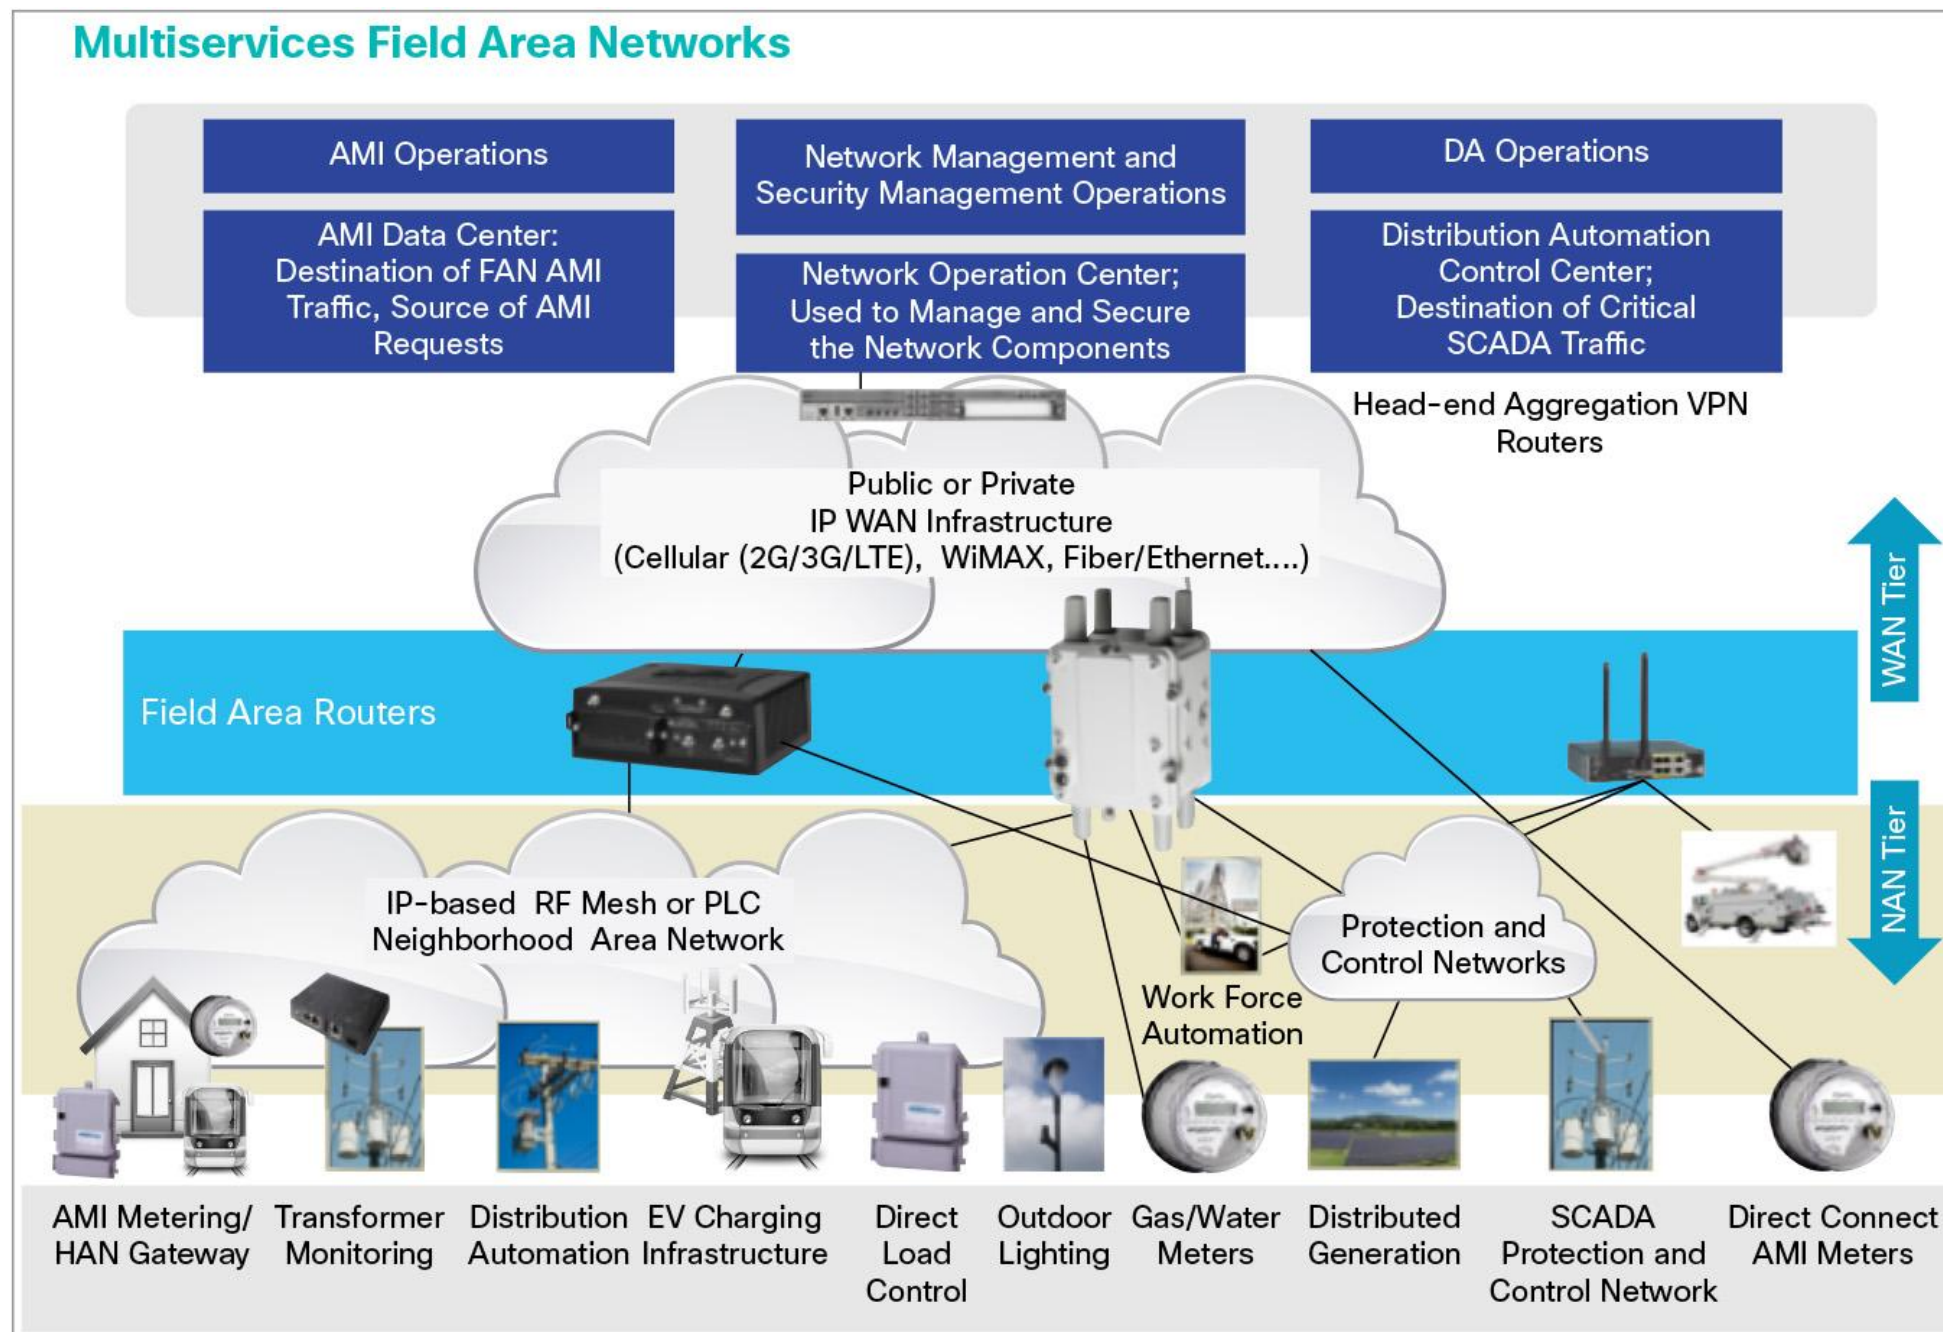 Multiservices Field Area Networks
AMI Operations
AMI Data Center:
Destination of FAN AMI
Traffic, Source of AMI
Requests
Network Management and
Security Management Operations
Network Operation Center;
Used to Manage and Secure
the Network Components
DA Operations
Distribution Automation
Control Center;
Destination of Critical
SCADA Traffic
Head-end Aggregation VPN
Routers
Public or Private
IP WAN Infrastructure
(Cellular (2G/3G/LTE), WiMAX, Fiber/Ethernet....)
WAN Tier
Field Area Routers
NAN Tier
IP-based RF Mesh or PLC
Neighborhood Area Network
Protection and
Control Networks
Work Force
Automation
AMI Metering/
HAN Gateway
Transformer
Monitoring
Distribution
Automation
EV Charging
Infrastructure
Direct
Load
Control
Outdoor
Lighting
Gas/Water
Meters
Distributed
Generation
SCADA
Protection and
Control Network
Direct Connect
AMI Meters